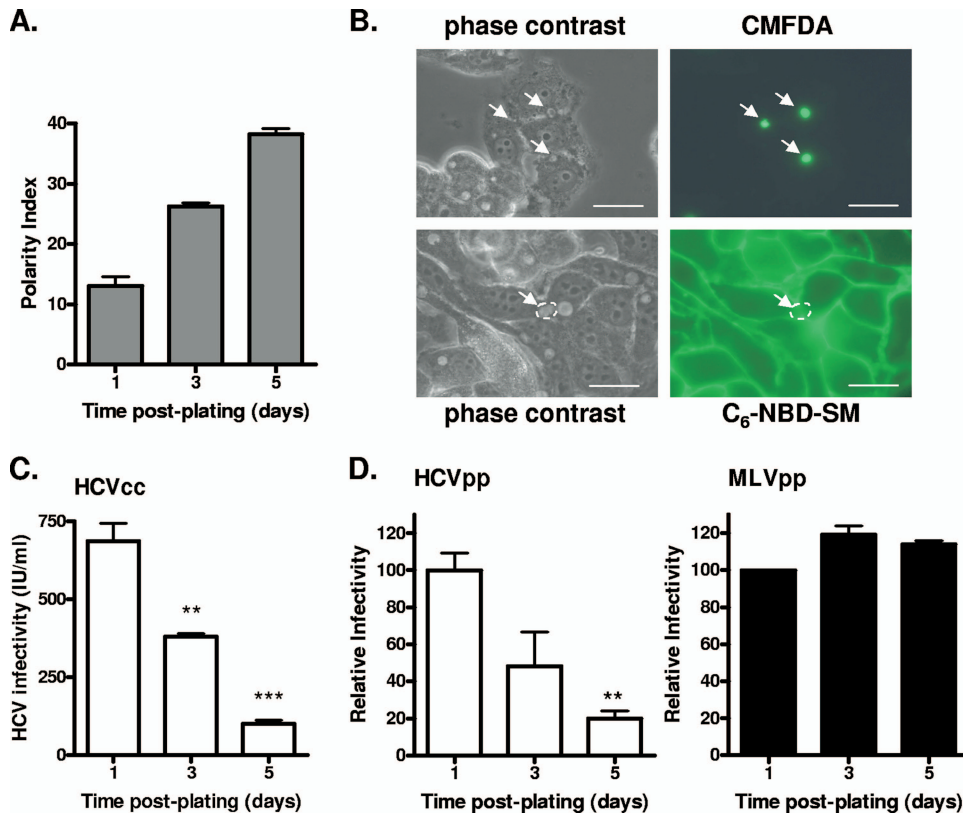 A.
Polarity Index
40
30
20
10
0
1 3 5
Time post-plating (days)
B.
phase contrast CMFDA
phase contrast C6-NBD-SM
C.
HCVcc
HCV infectivity (IU/ml)
750
500
250
0
**
***
1 3 5
Time post-plating (days)
D.
HCVpp
Relative Infectivity
120
100
80
60
40
20
0
**
1 3 5
Time post-plating (days)
MLVpp
Relative Infectivity
120
100
80
60
40
20
0
1 3 5
Time post-plating (days)